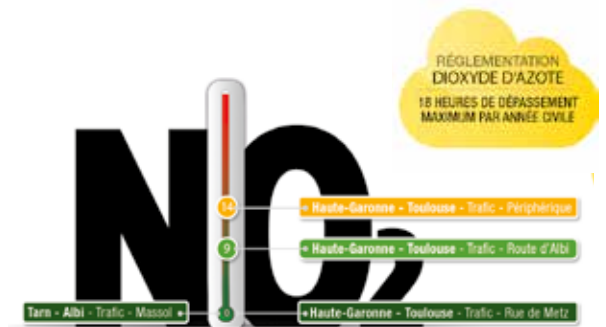 RÉGLEMENTATION
DIOXYDE D'AZOTE
18 HEURES DE DÉPASSEMENT
MAXIMUM PAR ANNÉE CIVILE
NO2
14
Haute-Garonne - Toulouse - Trafic - Périphérique
9
Haute-Garonne - Toulouse - Trafic - Route d'Albi
Tarn - Albi - Trafic - Massol
0
Haute-Garonne - Toulouse - Trafic - Rue de Metz